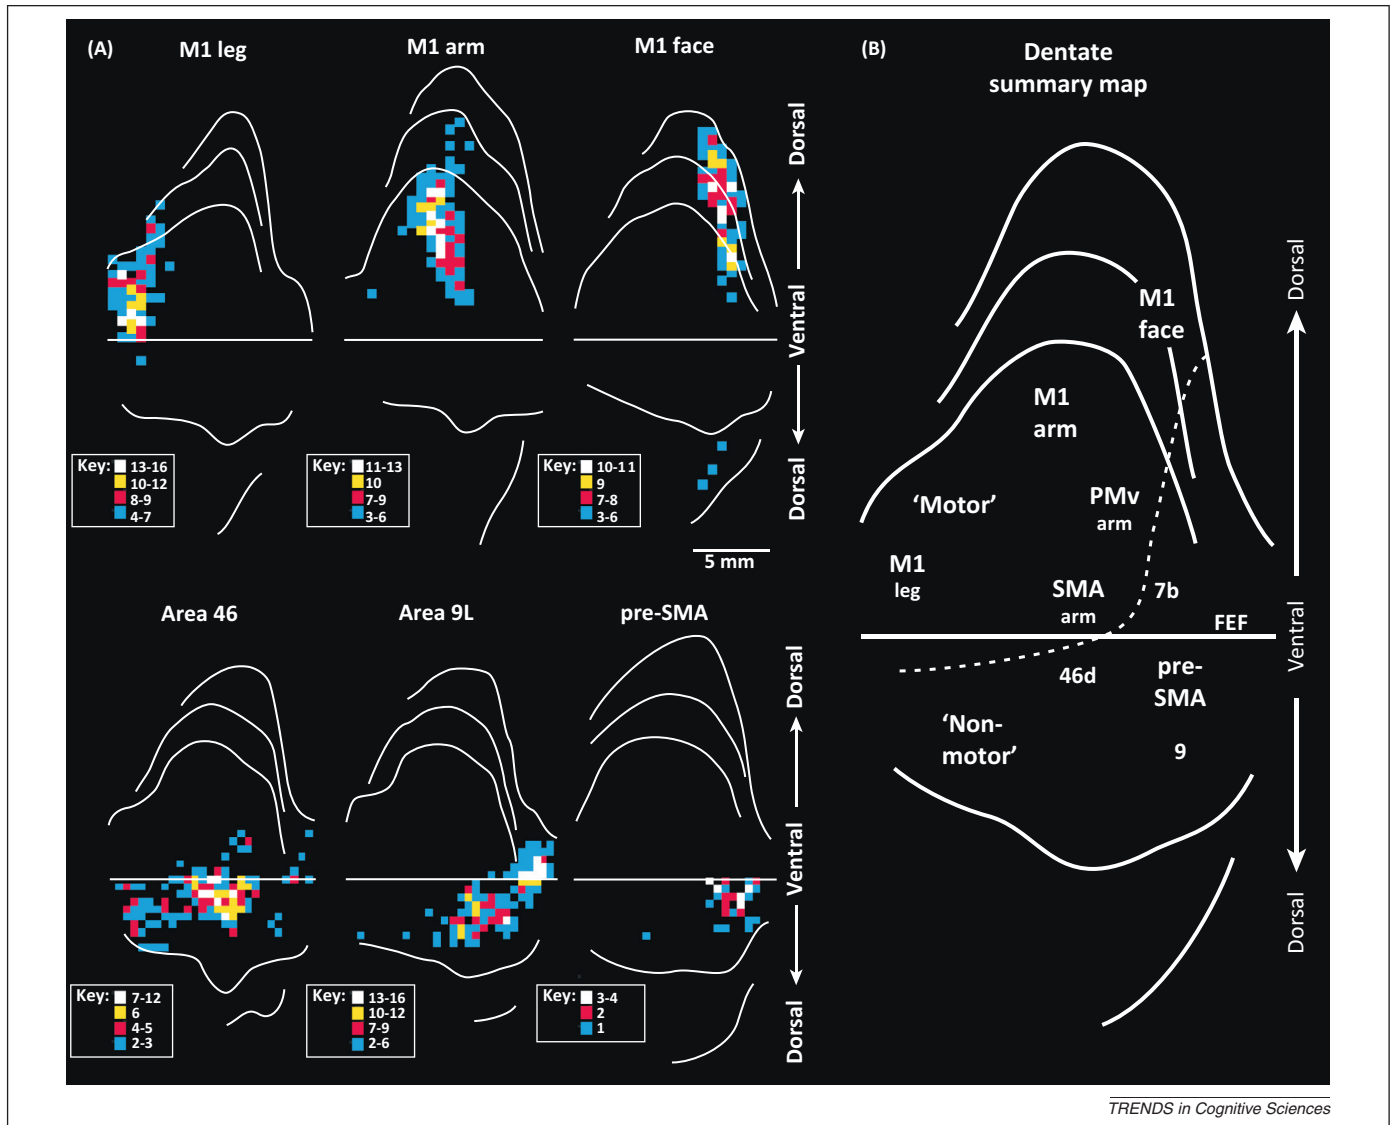 (A)
M1 leg
M1 arm
M1 face
Dorsal
Ventral
Dorsal
Key: 13-16
10-12
8-9
4-7
Key: 11-13
10
7-9
3-6
Key: 10-11
9
7-8
3-6
5 mm
Area 46
Area 9L
pre-SMA
Dorsal
Ventral
Dorsal
Key: 7-12
6
4-5
2-3
Key: 13-16
10-12
7-9
2-6
Key: 3-4
2
1
(B)
Dentate
summary map
M1
face
M1
arm
‘Motor’
PMv
arm
M1
leg
SMA
arm
7b
FEF
46d
pre-
SMA
‘Non-
motor’
9
Dorsal
Ventral
Dorsal
TRENDS in Cognitive Sciences